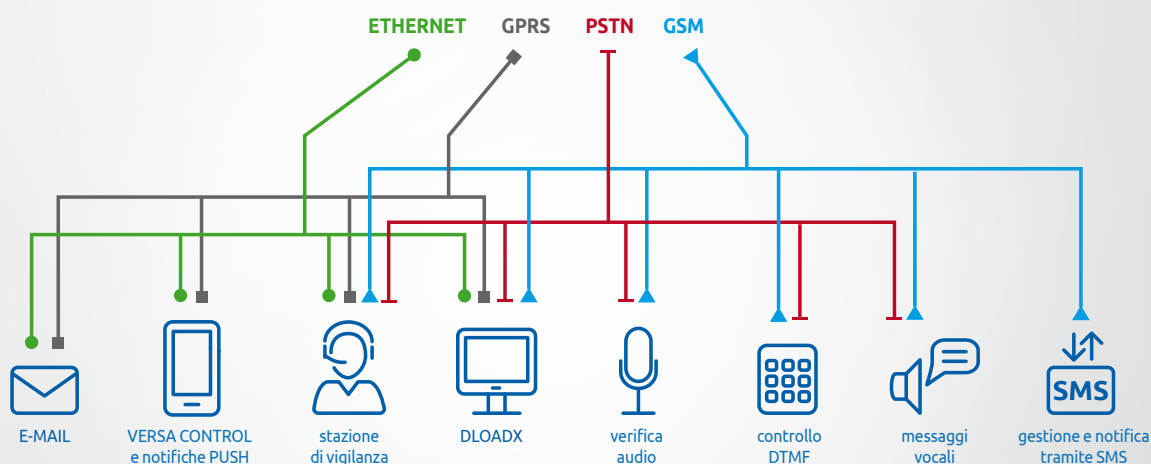 ETHERNET GPRS PSTN GSM
SMS
E-MAIL
VERSA CONTROL
e notifiche PUSH
stazione
di vigilanza
DLOADX
verifica
audio
controllo
DTMF
messaggi
vocali
gestione e notifica
tramite SMS